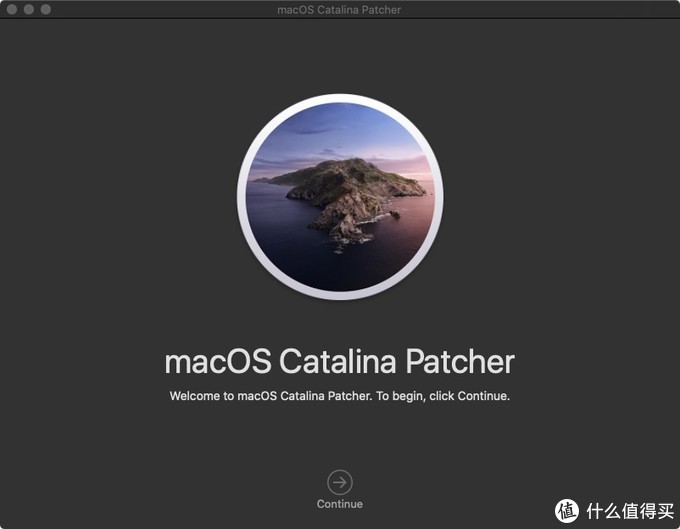 macOS Catalina Patcher
macOS Catalina Patcher
Welcome to macOS Catalina Patcher. To begin, click Continue.
Continue
值 什么值得买